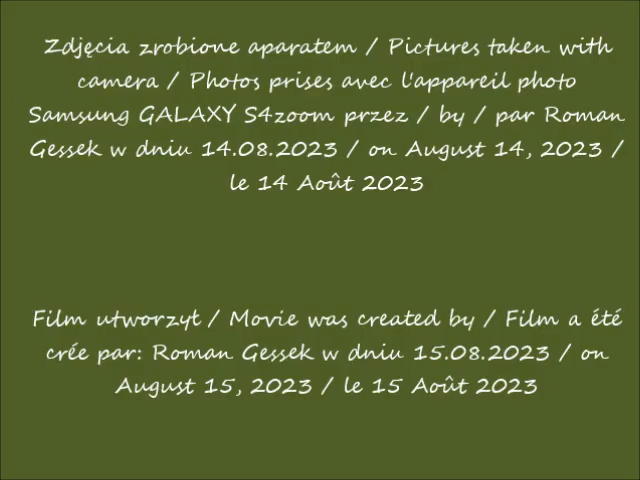 Zdjęcia zrobione aparatem / Pictures taken with
camera / Photos prises avec l'appareil photo
Samsung GALAXY S4zoom przez / by / par Roman
Gessek w dniu 14.08.2023 / on August 14, 2023 /
le 14 Août 2023
Film utworzył / Movie was created by / Film a été
crée par: Roman Gessek w dniu 15.08.2023 / on
August 15, 2023 / le 15 Août 2023